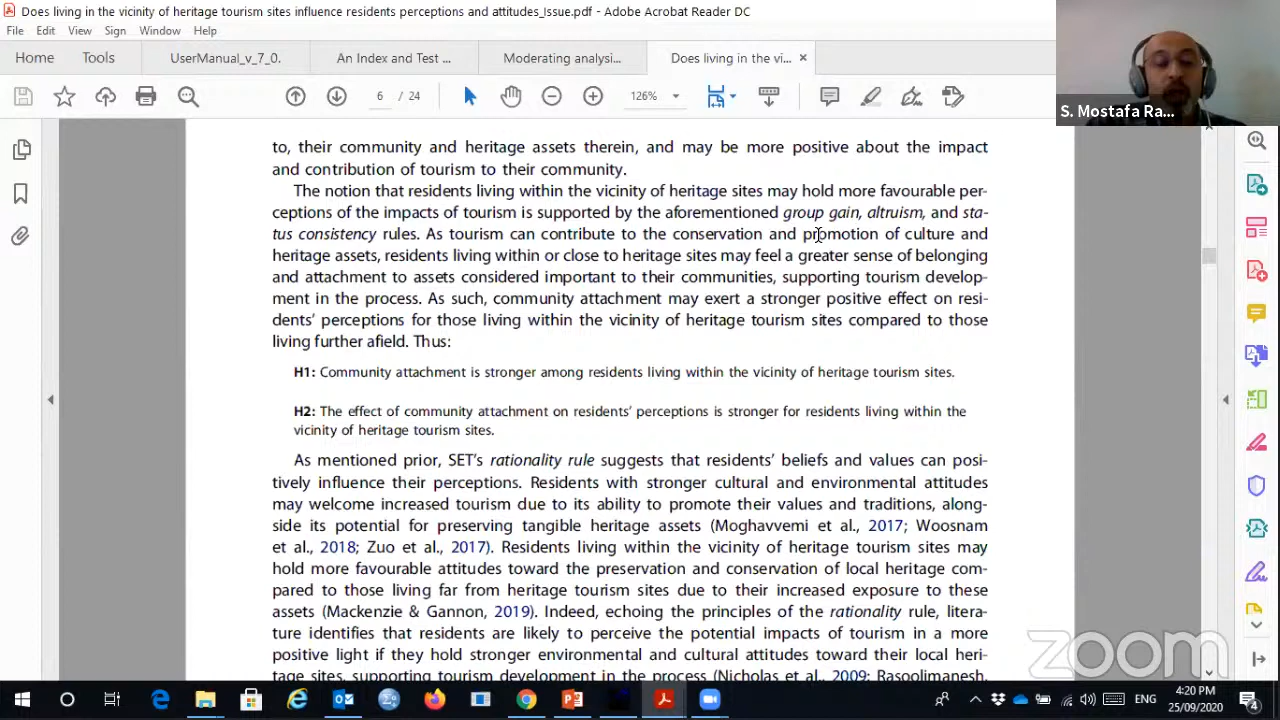 Does living in the vicinity of heritage tourism sites influence residents perceptions and attitudes_Issue.pdf - Adobe Acrobat Reader DC
File Edit View Sign Window Help
Home Tools UserManual_v_7_0. An Index and Test ... Moderating analysi... Does living in the vi... ×
6 / 24 126%
S. Mostafa Ra...
to, their community and heritage assets therein, and may be more positive about the impact
and contribution of tourism to their community.
The notion that residents living within the vicinity of heritage sites may hold more favourable per-
ceptions of the impacts of tourism is supported by the aforementioned group gain, altruism, and sta-
tus consistency rules. As tourism can contribute to the conservation and promotion of culture and
heritage assets, residents living within or close to heritage sites may feel a greater sense of belonging
and attachment to assets considered important to their communities, supporting tourism develop-
ment in the process. As such, community attachment may exert a stronger positive effect on resi-
dents' perceptions for those living within the vicinity of heritage tourism sites compared to those
living further afield. Thus:
H1: Community attachment is stronger among residents living within the vicinity of heritage tourism sites.
H2: The effect of community attachment on residents' perceptions is stronger for residents living within the
vicinity of heritage tourism sites.
As mentioned prior, SET's rationality rule suggests that residents' beliefs and values can posi-
tively influence their perceptions. Residents with stronger cultural and environmental attitudes
may welcome increased tourism due to its ability to promote their values and traditions, along-
side its potential for preserving tangible heritage assets (Moghavvemi et al., 2017; Woosnam
et al., 2018; Zuo et al., 2017). Residents living within the vicinity of heritage tourism sites may
hold more favourable attitudes toward the preservation and conservation of local heritage com-
pared to those living far from heritage tourism sites due to their increased exposure to these
assets (Mackenzie & Gannon, 2019). Indeed, echoing the principles of the rationality rule, litera-
ture identifies that residents are likely to perceive the potential impacts of tourism in a more
positive light if they hold stronger environmental and cultural attitudes toward their local heri-
tage sites, supporting tourism development in the process (Nicholas et al., 2009; Rasoolimanesh,
zoom
ENG
4:20 PM
25/09/2020
4